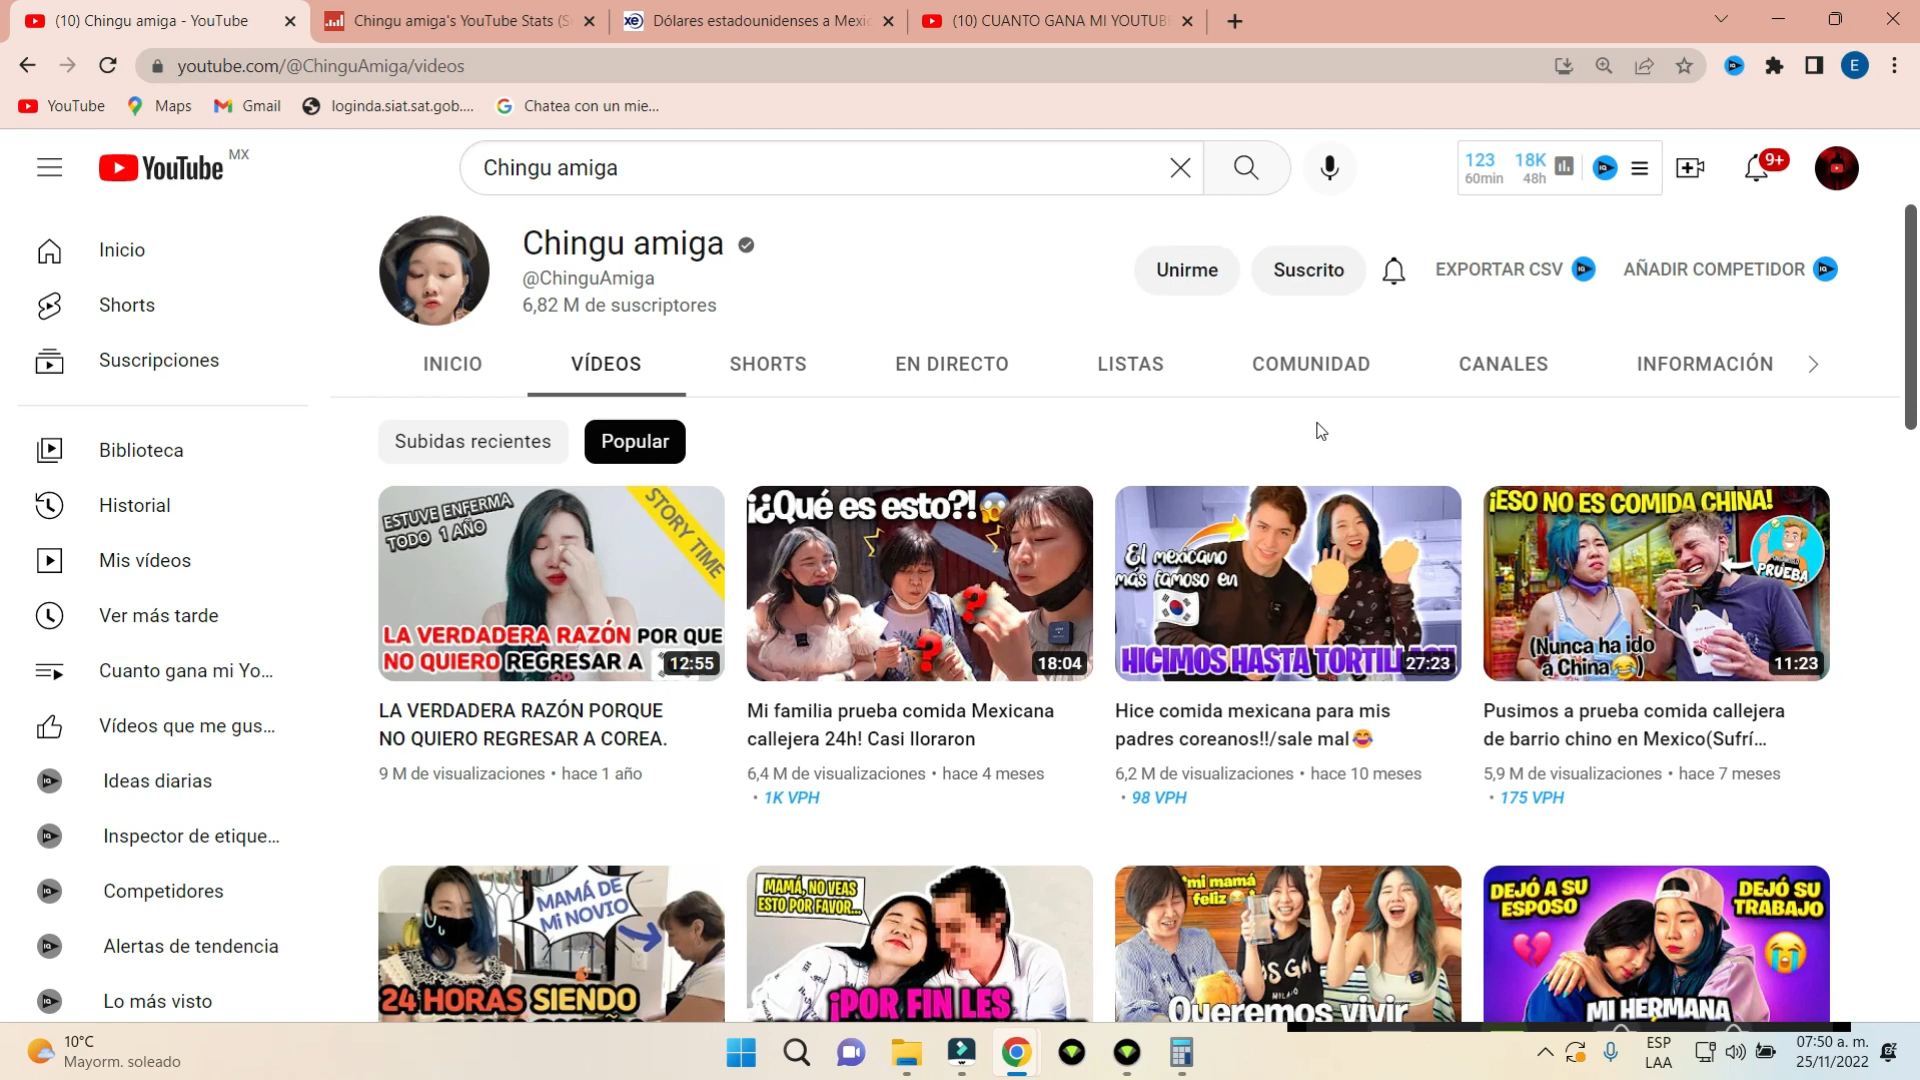 (10) Chingu amiga - YouTube
Chingu amiga's YouTube Stats (S
Dólares estadounidenses a Mexic
(10) CUANTO GANA MI YOUTUB
youtube.com/@ChinguAmiga/videos
E
YouTube
Maps
Gmail
loginda.siat.sat.gob....
Chatea con un mie...
YouTube MX
Chingu amiga
123 60min
18K 48h
9+
Inicio
Shorts
Suscripciones
Biblioteca
Historial
Mis vídeos
Ver más tarde
Cuanto gana mi Yo...
Vídeos que me gus...
Ideas diarias
Inspector de etique...
Competidores
Alertas de tendencia
Lo más visto
Chingu amiga
@ChinguAmiga
6,82 M de suscriptores
Unirme
Suscrito
EXPORTAR CSV
AÑADIR COMPETIDOR
INICIO
VÍDEOS
SHORTS
EN DIRECTO
LISTAS
COMUNIDAD
CANALES
INFORMACIÓN
Subidas recientes
Popular
ESTUVE ENFERMA
TODO 1 AÑO
STORY TIME
LA VERDADERA RAZÓN POR QUE
NO QUIERO REGRESAR A
12:55
LA VERDADERA RAZÓN PORQUE
NO QUIERO REGRESAR A COREA.
9 M de visualizaciones • hace 1 año
¡¿Qué es esto?!
18:04
Mi familia prueba comida Mexicana
callejera 24h! Casi lloraron
6,4 M de visualizaciones • hace 4 meses
• 1K VPH
El mexicano
más famoso en
HICIMOS HASTA
27:23
Hice comida mexicana para mis
padres coreanos!!/sale mal😂
6,2 M de visualizaciones • hace 10 meses
• 98 VPH
¡ESO NO ES COMIDA CHINA!
PRUEBA
(Nunca ha ido
a China😂)
11:23
Pusimos a prueba comida callejera
de barrio chino en Mexico(Sufrí...
5,9 M de visualizaciones • hace 7 meses
• 175 VPH
MAMÁ DE
Mi NOVIO
24 HORAS SIENDO
MAMÁ, NO VEAS
ESTO POR FAVOR...
¡POR FIN LES
mi mamá
feliz
Queremos vivir
DEJÓ A SU
ESPOSO
DEJÓ SU
TRABAJO
MI HERMANA
10°C
Mayorm. soleado
ESP
LAA
07:50 a. m.
25/11/2022